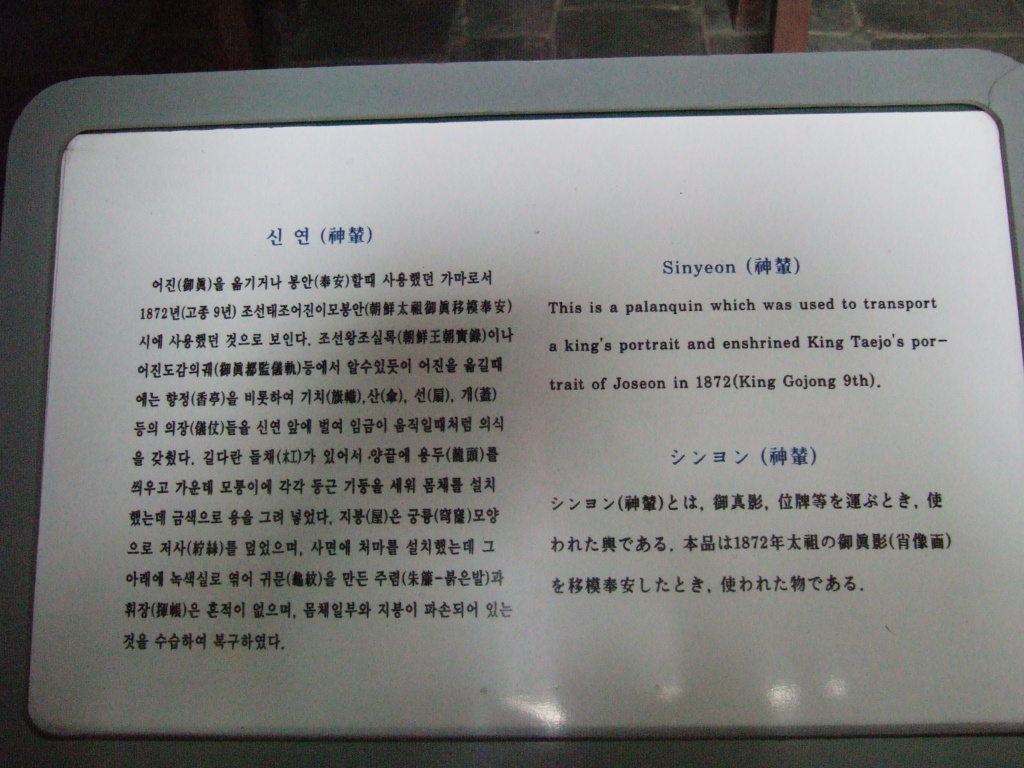 신 연 (神輦)
어진(御眞)을 옮기거나 봉안(奉安)할때 사용했던 가마로서
1872년(고종 9년) 조선태조어진이모봉안(朝鮮太祖御眞移模奉安)
시에 사용했던 것으로 보인다. 조선왕조실록(朝鮮王朝實錄)이나
어진도감의궤(御眞都監儀軌)등에서 알수있듯이 어진을 옮길때
에는 향정(香亭)을 비롯하여 기치(旗幟),산(傘), 선(扇), 개(蓋)
등의 의장(儀仗)들을 신연 앞에 벌여 임금이 움직일때처럼 의식
을 갖췄다. 길다란 들채(木工)가 있어서 양끝에 용두(龍頭)를
씌우고 가운데 모퉁이에 각각 둥근 기둥을 세워 몸체를 설치
했는데 금색으로 용을 그려 넣었다. 지붕(屋)은 궁륭(穹窿)모양
으로 저사(紵絲)를 덮었으며, 사면에 처마를 설치했는데 그
아래에 녹색실로 엮어 귀문(龜紋)을 만든 주렴(朱簾-붉은발)과
휘장(揮帳)은 흔적이 없으며, 몸체일부와 지붕이 파손되어 있는
것을 수습하여 복구하였다.
Sinyeon (神輦)
This is a palanquin which was used to transport
a king's portrait and enshrined King Taejo's por-
trait of Joseon in 1872(King Gojong 9th).
シンヨン (神輦)
シンヨン(神輦)とは, 御真影, 位牌等を運ぶとき, 使
われた輿である. 本品は1872年太祖の御眞影(肖像画)
を移模奉安したとき, 使われた物である.